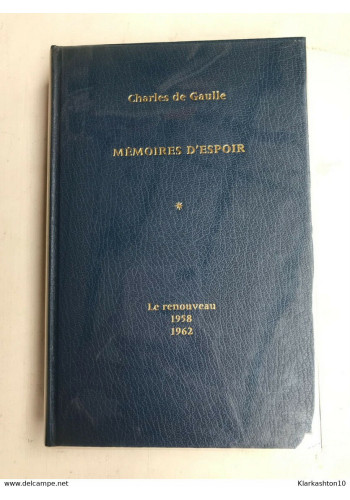 Charles de Gaulle
MÉMOIRES D'ESPOIR
*
Le renouveau
1958
1962
www.delcampe.net
Klarkashton10